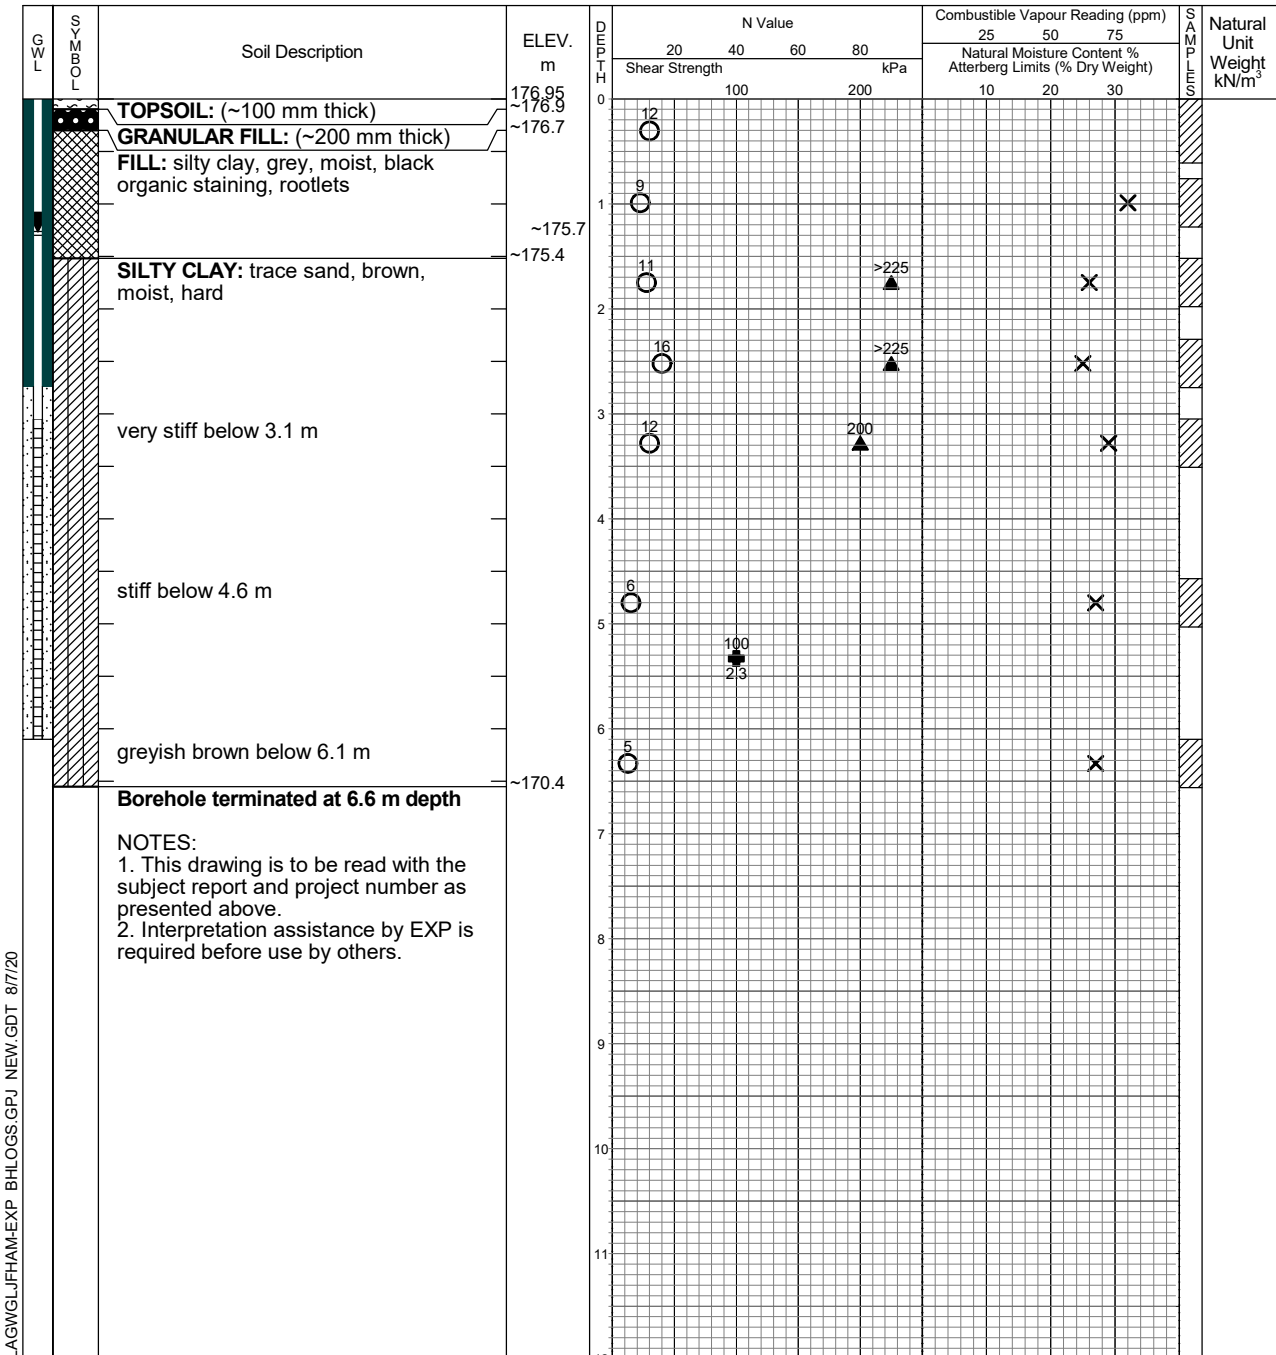 GWL
SYMBOL
Soil Description
ELEV.
m
DEPTH
N Value
20 40 60 80
Shear Strength kPa
100 200
Combustible Vapour Reading (ppm)
25 50 75
Natural Moisture Content %
Atterberg Limits (% Dry Weight)
10 20 30
SAMPLES
Natural
Unit
Weight
kN/m³
176.95
0
TOPSOIL: (~100 mm thick)
~176.9
12
GRANULAR FILL: (~200 mm thick)
~176.7
FILL: silty clay, grey, moist, black
organic staining, rootlets
9
1
~175.7
~175.4
SILTY CLAY: trace sand, brown,
moist, hard
11 >225
2
16 >225
3
very stiff below 3.1 m
12 200
4
stiff below 4.6 m
6
5
100
2.3
6
greyish brown below 6.1 m
5
~170.4
Borehole terminated at 6.6 m depth
7
NOTES:
1. This drawing is to be read with the
subject report and project number as
presented above.
2. Interpretation assistance by EXP is
required before use by others.
8
9
10
11
AGWGLJFHAM-EXP BHLOGS.GPJ NEW.GDT 8/7/20